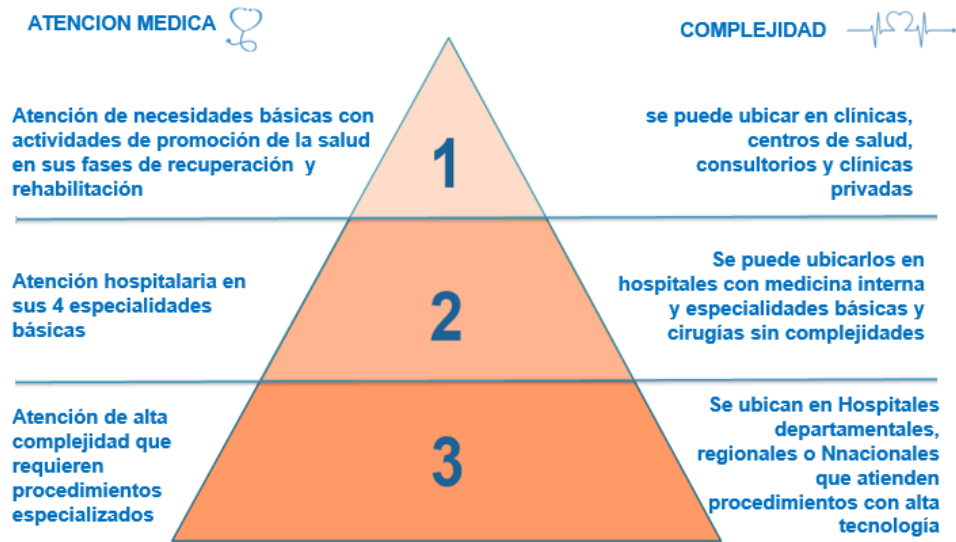 ATENCION MEDICA
COMPLEJIDAD
Atención de necesidades básicas con
actividades de promoción de la salud
en sus fases de recuperación y
rehabilitación
1
se puede ubicar en clínicas,
centros de salud,
consultorios y clínicas
privadas
Atención hospitalaria en
sus 4 especialidades
básicas
2
Se puede ubicarlos en
hospitales con medicina interna
y especialidades básicas y
cirugías sin complejidades
Atención de alta
complejidad que
requieren
procedimientos
especializados
3
Se ubican en Hospitales
departamentales,
regionales o Nnacionales
que atienden
procedimientos con alta
tecnología